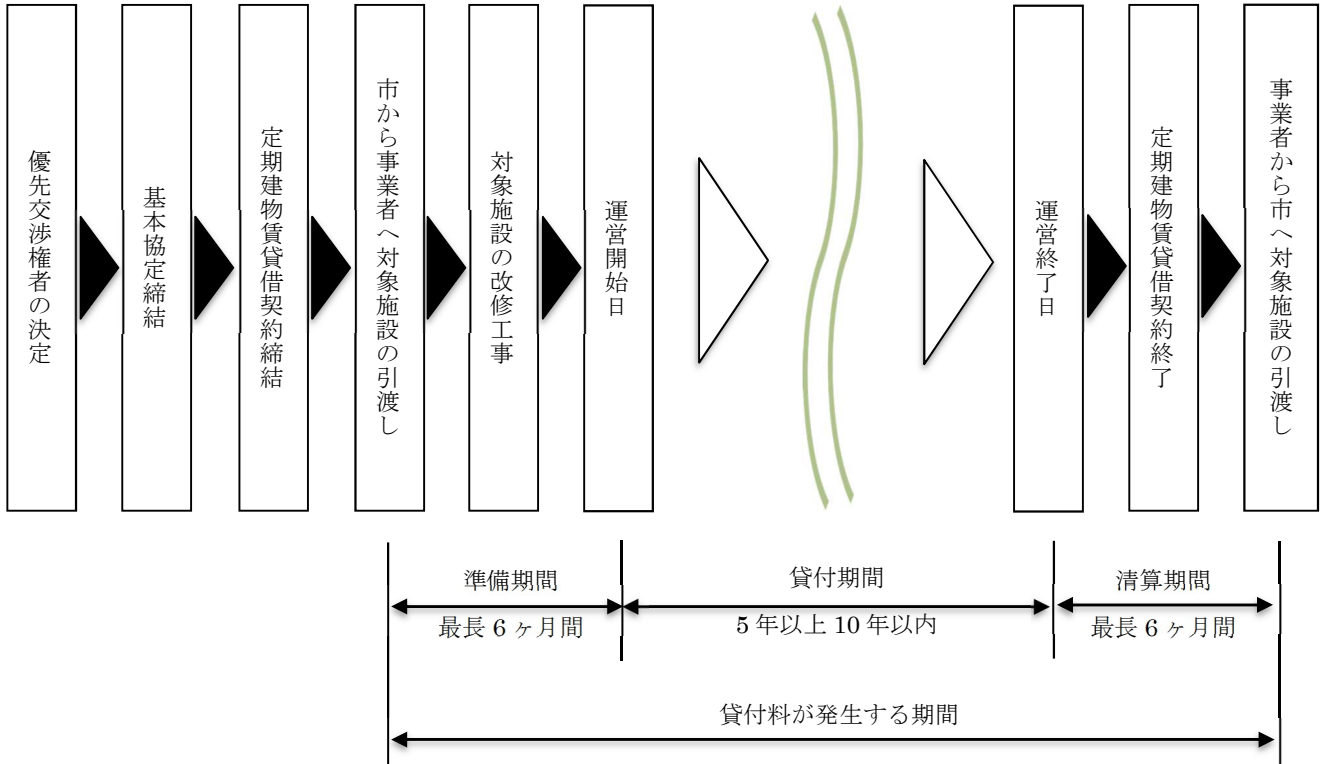 優先交渉権者の決定
基本協定締結
定期建物賃貸借契約締結
市から事業者へ対象施設の引渡し
対象施設の改修工事
運営開始日
運営終了日
定期建物賃貸借契約終了
事業者から市へ対象施設の引渡し
準備期間
最長 6 ヶ月間
貸付期間
5 年以上 10 年以内
清算期間
最長 6 ヶ月間
貸付料が発生する期間